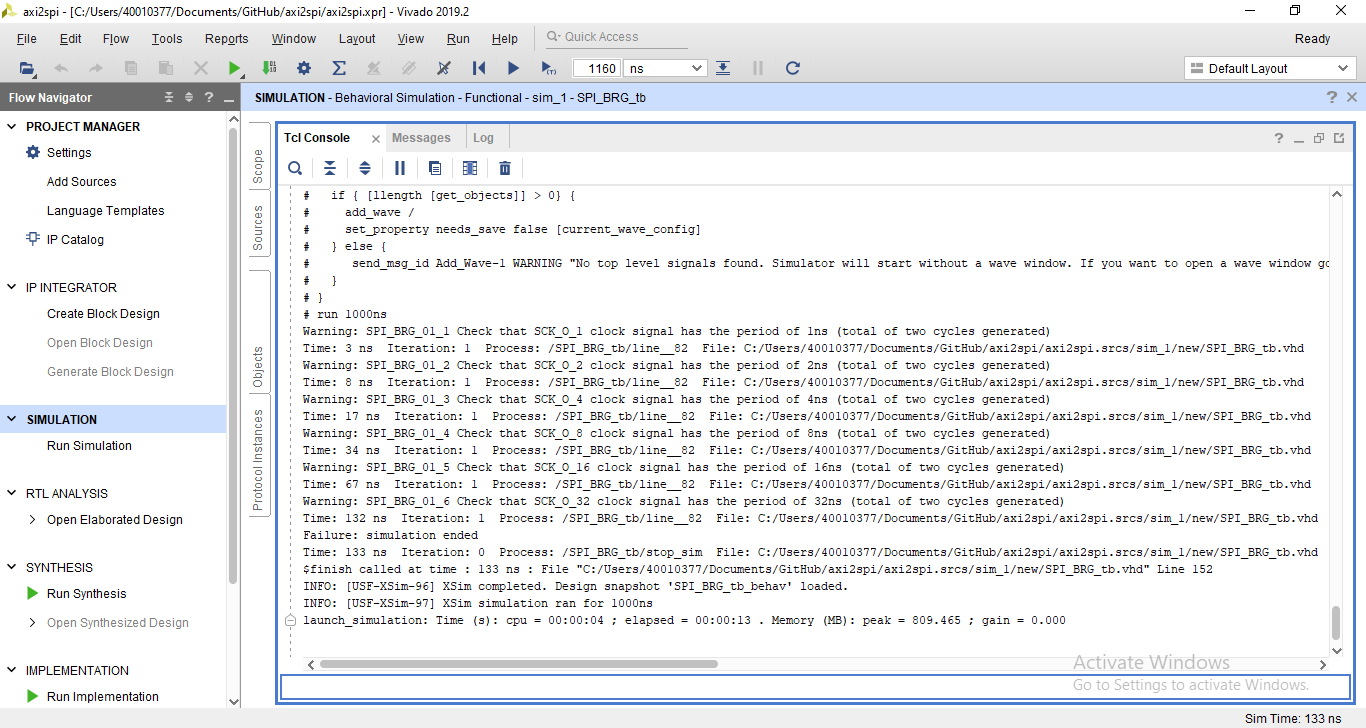 axi2spi - [C:/Users/40010377/Documents/GitHub/axi2spi/axi2spi.xpr] - Vivado 2019.2
File Edit Flow Tools Reports Window Layout View Run Help Quick Access Ready
1160 ns Default Layout
Flow Navigator
SIMULATION - Behavioral Simulation - Functional - sim_1 - SPI_BRG_tb
PROJECT MANAGER
Settings
Add Sources
Language Templates
IP Catalog
IP INTEGRATOR
Create Block Design
Open Block Design
Generate Block Design
SIMULATION
Run Simulation
RTL ANALYSIS
Open Elaborated Design
SYNTHESIS
Run Synthesis
Open Synthesized Design
IMPLEMENTATION
Run Implementation
Scope
Sources
Objects
Protocol Instances
Tcl Console Messages Log
#   if { [llength [get_objects]] > 0} {
#     add_wave /
#     set_property needs_save false [current_wave_config]
#   } else {
#      send_msg_id Add_Wave-1 WARNING "No top level signals found. Simulator will start without a wave window. If you want to open a wave window
#   }
# }
# run 1000ns
Warning: SPI_BRG_01_1 Check that SCK_O_1 clock signal has the period of 1ns (total of two cycles generated)
Time: 3 ns  Iteration: 1  Process: /SPI_BRG_tb/line__82  File: C:/Users/40010377/Documents/GitHub/axi2spi/axi2spi.srcs/sim_1/new/SPI_BRG_tb.vhd
Warning: SPI_BRG_01_2 Check that SCK_O_2 clock signal has the period of 2ns (total of two cycles generated)
Time: 8 ns  Iteration: 1  Process: /SPI_BRG_tb/line__82  File: C:/Users/40010377/Documents/GitHub/axi2spi/axi2spi.srcs/sim_1/new/SPI_BRG_tb.vhd
Warning: SPI_BRG_01_3 Check that SCK_O_4 clock signal has the period of 4ns (total of two cycles generated)
Time: 17 ns  Iteration: 1  Process: /SPI_BRG_tb/line__82  File: C:/Users/40010377/Documents/GitHub/axi2spi/axi2spi.srcs/sim_1/new/SPI_BRG_tb.vhd
Warning: SPI_BRG_01_4 Check that SCK_O_8 clock signal has the period of 8ns (total of two cycles generated)
Time: 34 ns  Iteration: 1  Process: /SPI_BRG_tb/line__82  File: C:/Users/40010377/Documents/GitHub/axi2spi/axi2spi.srcs/sim_1/new/SPI_BRG_tb.vhd
Warning: SPI_BRG_01_5 Check that SCK_O_16 clock signal has the period of 16ns (total of two cycles generated)
Time: 67 ns  Iteration: 1  Process: /SPI_BRG_tb/line__82  File: C:/Users/40010377/Documents/GitHub/axi2spi/axi2spi.srcs/sim_1/new/SPI_BRG_tb.vhd
Warning: SPI_BRG_01_6 Check that SCK_O_32 clock signal has the period of 32ns (total of two cycles generated)
Time: 132 ns  Iteration: 1  Process: /SPI_BRG_tb/line__82  File: C:/Users/40010377/Documents/GitHub/axi2spi/axi2spi.srcs/sim_1/new/SPI_BRG_tb.vhd
Failure: simulation ended
Time: 133 ns  Iteration: 0  Process: /SPI_BRG_tb/stop_sim  File: C:/Users/40010377/Documents/GitHub/axi2spi/axi2spi.srcs/sim_1/new/SPI_BRG_tb.vhd
$finish called at time : 133 ns : File "C:/Users/40010377/Documents/GitHub/axi2spi/axi2spi.srcs/sim_1/new/SPI_BRG_tb.vhd" Line 152
INFO: [USF-XSim-96] XSim completed. Design snapshot 'SPI_BRG_tb_behav' loaded.
INFO: [USF-XSim-97] XSim simulation ran for 1000ns
launch_simulation: Time (s): cpu = 00:00:04 ; elapsed = 00:00:13 . Memory (MB): peak = 809.465 ; gain = 0.000
Activate Windows
Go to Settings to activate Windows.
Sim Time: 133 ns